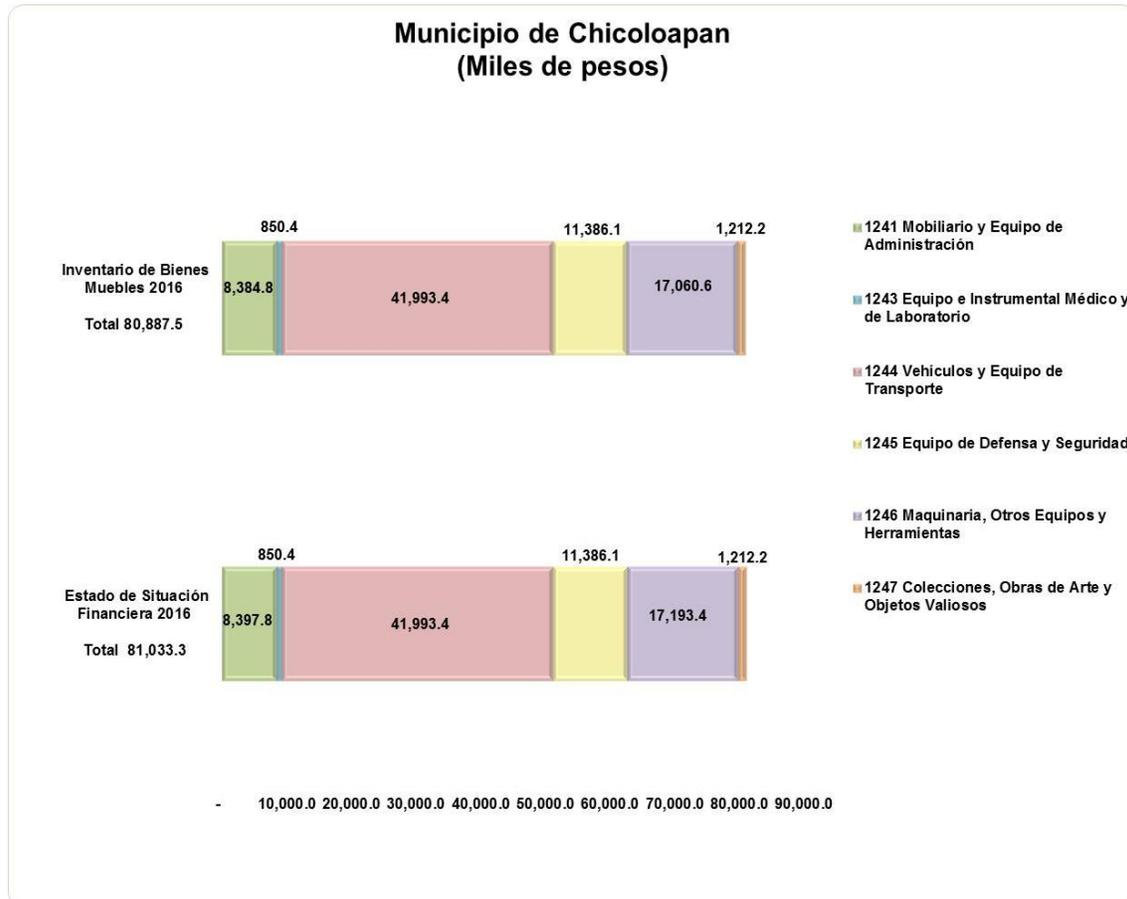 Municipio de Chicoloapan
(Miles de pesos)
850.4
11,386.1
1,212.2
Inventario de Bienes
Muebles 2016
Total 80,887.5
8,384.8
41,993.4
17,060.6
850.4
11,386.1
1,212.2
Estado de Situación
Financiera 2016
Total 81,033.3
8,397.8
41,993.4
17,193.4
- 10,000.0 20,000.0 30,000.0 40,000.0 50,000.0 60,000.0 70,000.0 80,000.0 90,000.0
1241 Mobiliario y Equipo de
Administración
1243 Equipo e Instrumental Médico y
de Laboratorio
1244 Vehículos y Equipo de
Transporte
1245 Equipo de Defensa y Seguridad
1246 Maquinaria, Otros Equipos y
Herramientas
1247 Colecciones, Obras de Arte y
Objetos Valiosos